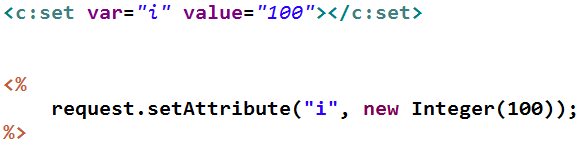 <c:set var="i" value="100"></c:set>
<%
request.setAttribute("i", new Integer(100));
%>